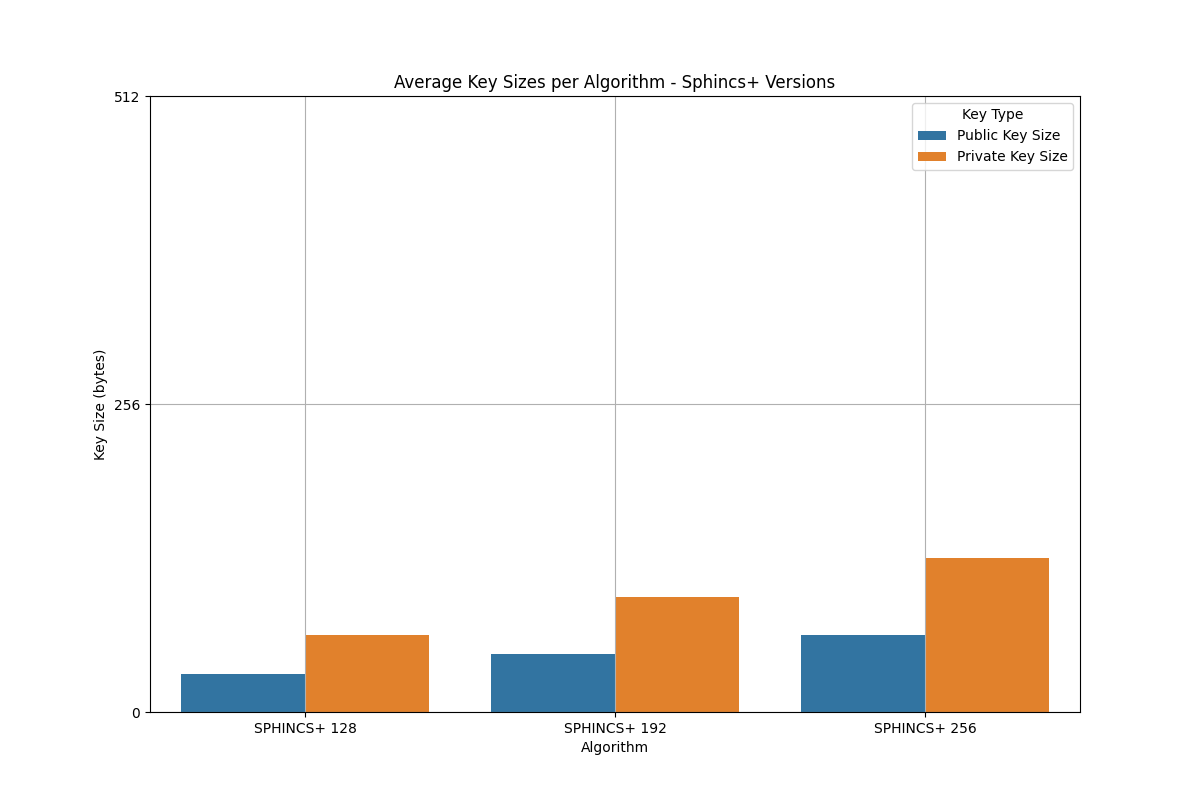 Average Key Sizes per Algorithm - Sphincs+ Versions
512
256
0
Key Size (bytes)
Key Type
Public Key Size
Private Key Size
SPHINCS+ 128
SPHINCS+ 192
SPHINCS+ 256
Algorithm